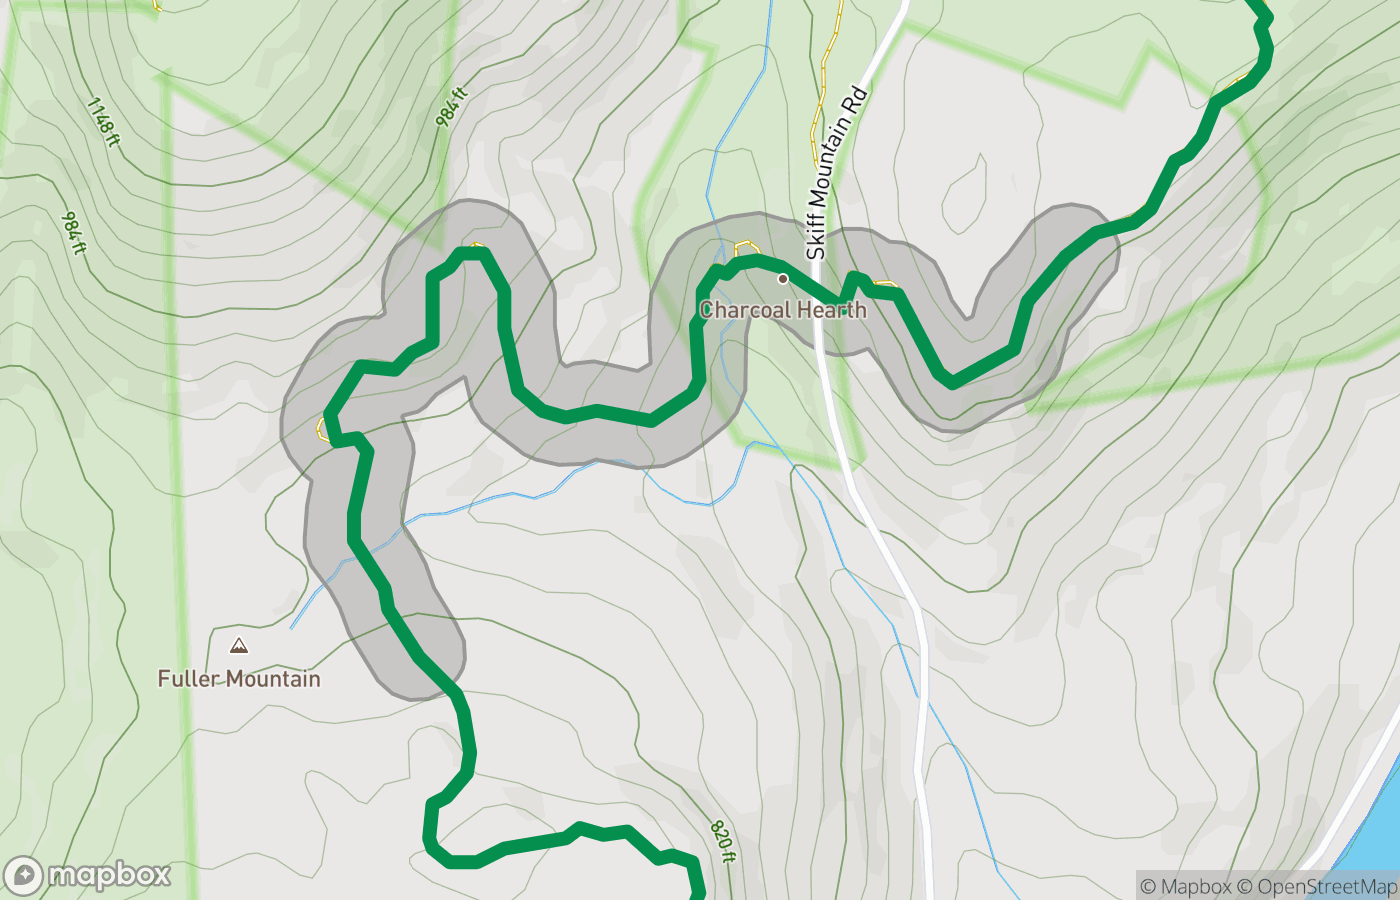 1148 ft
984 ft
Skiff Mountain Rd
984 ft
Charcoal Hearth
Fuller Mountain
820 ft
mapbox
© Mapbox © OpenStreetMap